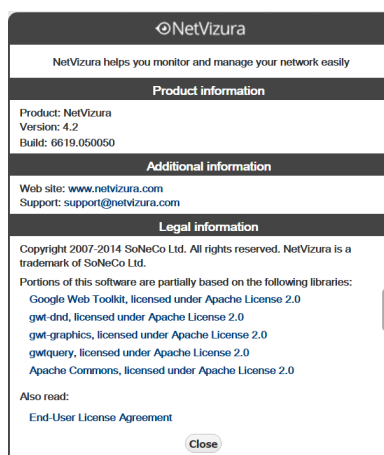 NetVizura
NetVizura helps you monitor and manage your network easily
Product information
Product: NetVizura
Version: 4.2
Build: 6619.050050
Additional information
Web site: www.netvizura.com
Support: support@netvizura.com
Legal information
Copyright 2007-2014 SoNeCo Ltd. All rights reserved. NetVizura is a
trademark of SoNeCo Ltd.
Portions of this software are partially based on the following libraries:
Google Web Toolkit, licensed under Apache License 2.0
gwt-dnd, licensed under Apache License 2.0
gwt-graphics, licensed under Apache License 2.0
gwtquery, licensed under Apache License 2.0
Apache Commons, licensed under Apache License 2.0
Also read:
End-User License Agreement
Close